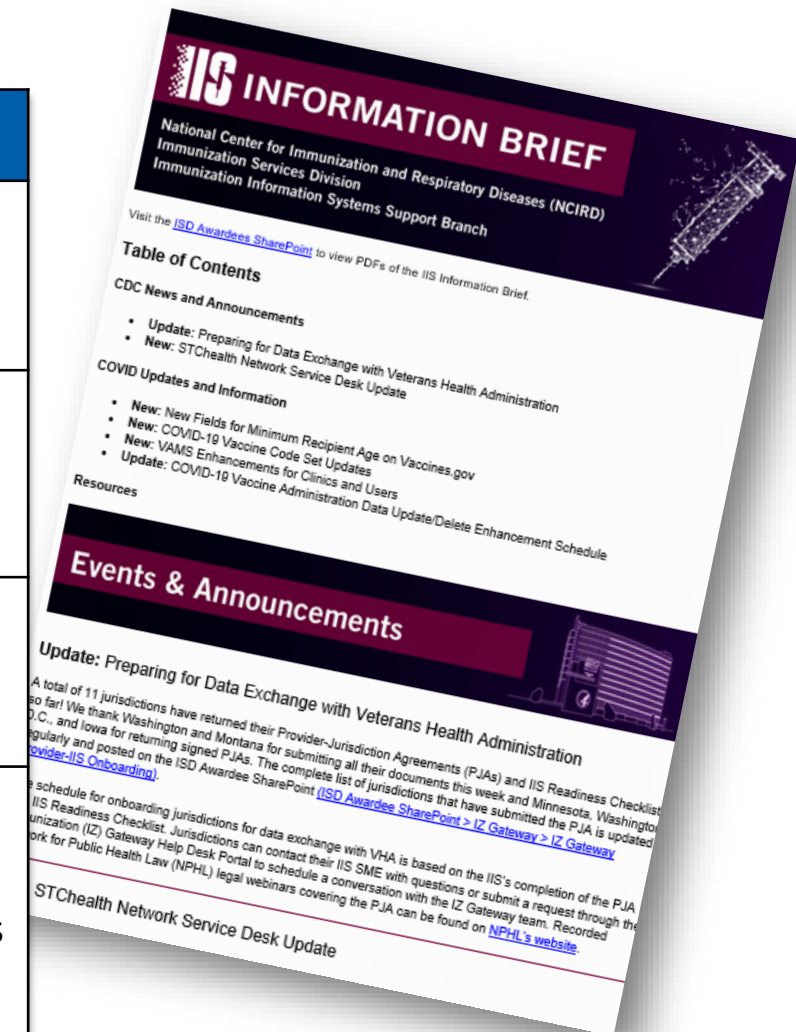 IIS INFORMATION BRIEF
National Center for Immunization and Respiratory Diseases (NCIRD)
Immunization Services Division
Immunization Information Systems Support Branch
Visit the ISD Awardees SharePoint to view PDFs of the IIS Information Brief.
Table of Contents
CDC News and Announcements
• Update: Preparing for Data Exchange with Veterans Health Administration
• New: STChealth Network Service Desk Update
COVID Updates and Information
• New: New Fields for Minimum Recipient Age on Vaccines.gov
• New: COVID-19 Vaccine Code Set Updates
• New: VAMS Enhancements for Clinics and Users
• Update: COVID-19 Vaccine Administration Data Update/Delete Enhancement Schedule
Resources
Events & Announcements
Update: Preparing for Data Exchange with Veterans Health Administration
A total of 11 jurisdictions have returned their Provider-Jurisdiction Agreements (PJAs) and IIS Readiness Checklist
so far! We thank Washington and Montana for submitting all their documents this week and Minnesota, Washington
D.C., and Iowa for returning signed PJAs. The complete list of jurisdictions that have submitted the PJA is updated
egularly and posted on the ISD Awardee SharePoint (ISD Awardee SharePoint > IZ Gateway > IZ Gateway
rovider-IIS Onboarding).
e schedule for onboarding jurisdictions for data exchange with VHA is based on the IIS's completion of the PJA
IIS Readiness Checklist. Jurisdictions can contact their IIS SME with questions or submit a request through the
unization (IZ) Gateway Help Desk Portal to schedule a conversation with the IZ Gateway team. Recorded
ork for Public Health Law (NPHL) legal webinars covering the PJA can be found on NPHL's website.
STChealth Network Service Desk Update
s